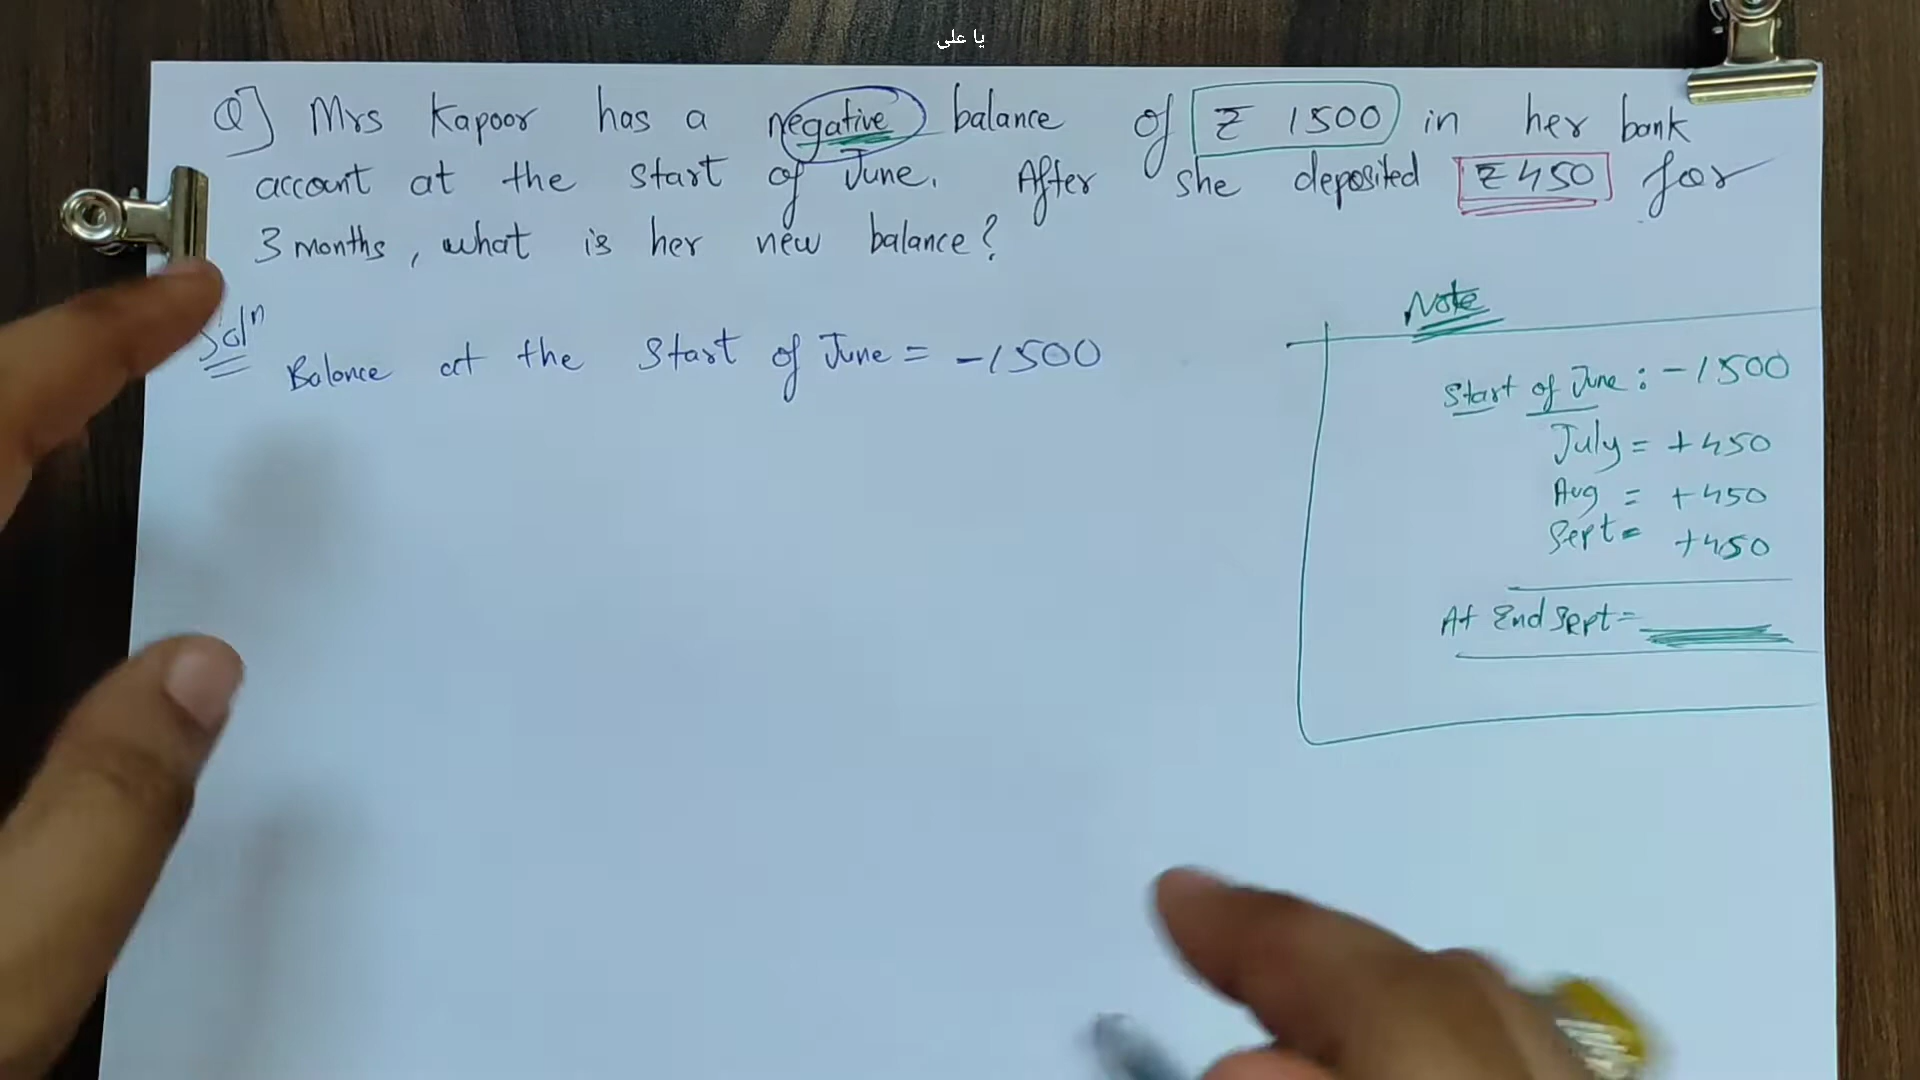 يا على
Q] Mrs Kapoor has a negative balance of ₹ 1500 in her bank
account at the start of June. After she deposited ₹450 for
3 months, what is her new balance?
Solⁿ
Balance at the Start of June = -1500
Note
Start of June: -1500
July = +450
Aug = +450
Sept = +450
At End Sept =